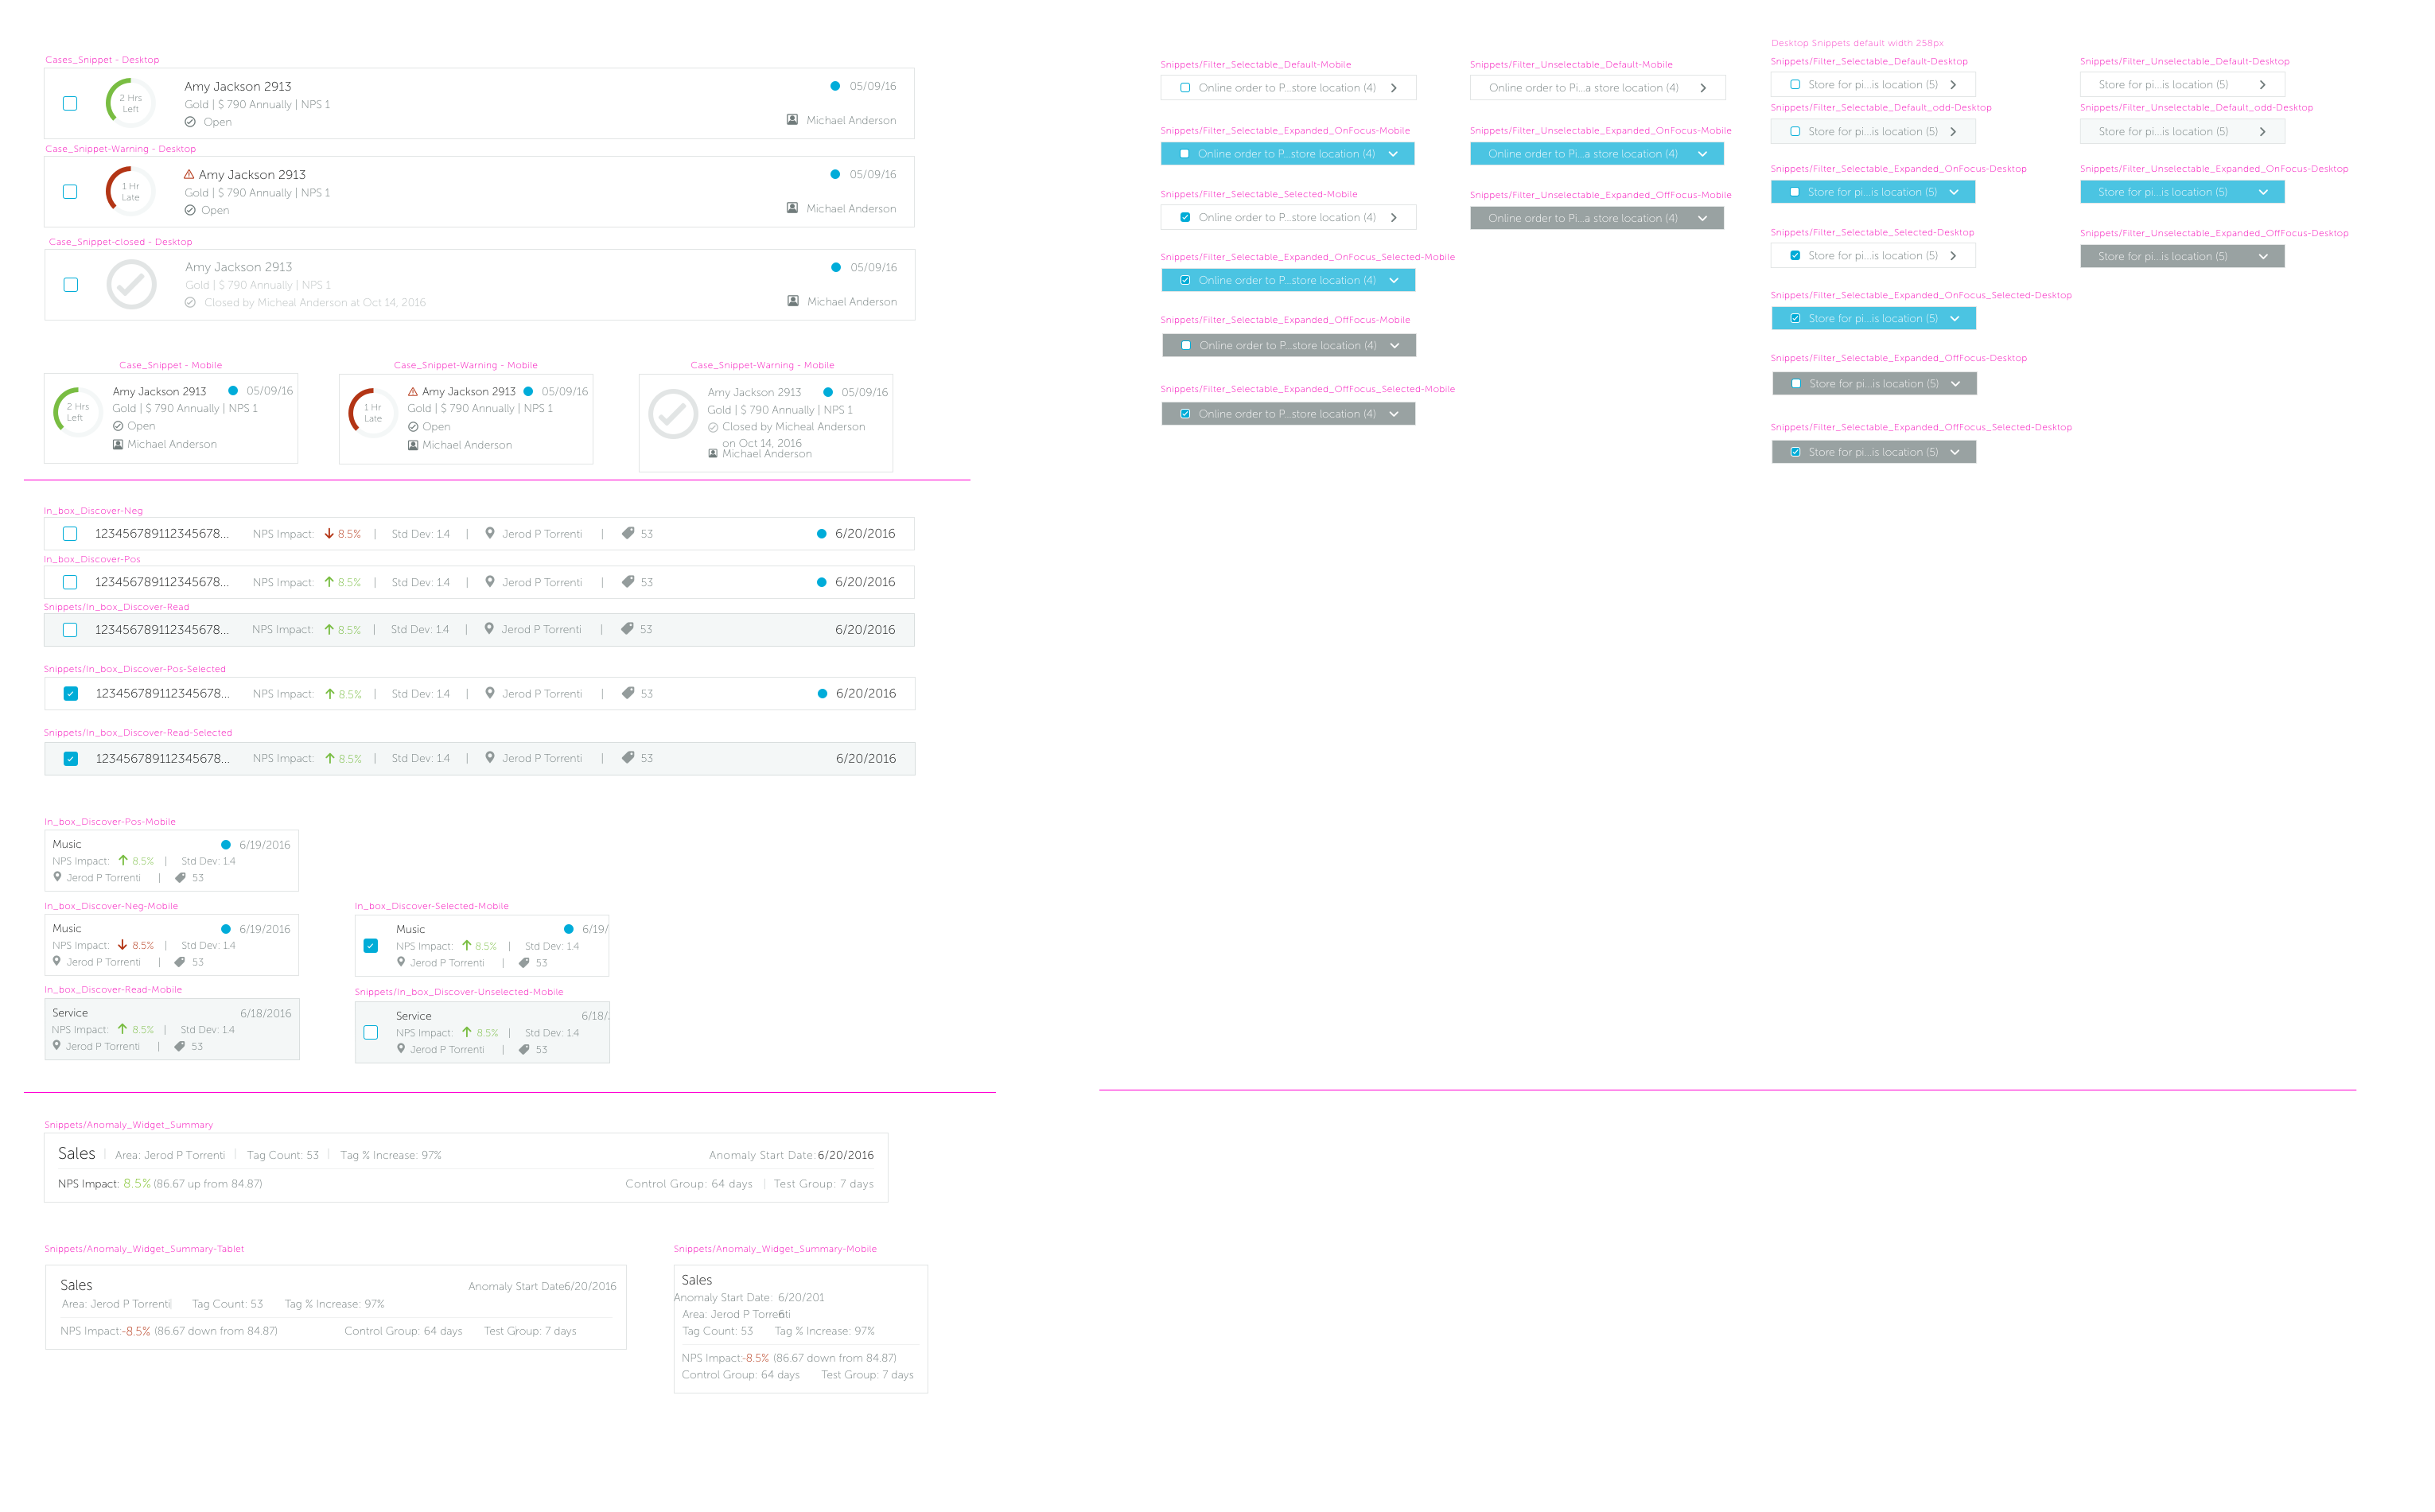 Cases_Snippet - Desktop
2 Hrs
Left
Amy Jackson 2913
Gold | $ 790 Annually | NPS 1
Open
05/09/16
Michael Anderson
Case_Snippet-Warning - Desktop
1 Hr
Late
Amy Jackson 2913
Gold | $ 790 Annually | NPS 1
Open
05/09/16
Michael Anderson
Case_Snippet-closed - Desktop
Amy Jackson 2913
Gold | $ 790 Annually | NPS 1
Closed by Micheal Anderson at Oct 14, 2016
05/09/16
Michael Anderson
Case_Snippet - Mobile
2 Hrs
Left
Amy Jackson 2913
05/09/16
Gold | $ 790 Annually | NPS 1
Open
Michael Anderson
Case_Snippet-Warning - Mobile
1 Hr
Late
Amy Jackson 2913
05/09/16
Gold | $ 790 Annually | NPS 1
Open
Michael Anderson
Case_Snippet-Warning - Mobile
Amy Jackson 2913
05/09/16
Gold | $ 790 Annually | NPS 1
Closed by Micheal Anderson
on Oct 14, 2016
Michael Anderson
In_box_Discover-Neg
123456789112345678... NPS Impact: 8.5% | Std Dev: 1.4 | Jerod P Torrenti | 53 6/20/2016
In_box_Discover-Pos
123456789112345678... NPS Impact: 8.5% | Std Dev: 1.4 | Jerod P Torrenti | 53 6/20/2016
Snippets/In_box_Discover-Read
123456789112345678... NPS Impact: 8.5% | Std Dev: 1.4 | Jerod P Torrenti | 53 6/20/2016
Snippets/In_box_Discover-Pos-Selected
123456789112345678... NPS Impact: 8.5% | Std Dev: 1.4 | Jerod P Torrenti | 53 6/20/2016
Snippets/In_box_Discover-Read-Selected
123456789112345678... NPS Impact: 8.5% | Std Dev: 1.4 | Jerod P Torrenti | 53 6/20/2016
In_box_Discover-Pos-Mobile
Music 6/19/2016
NPS Impact: 8.5% | Std Dev: 1.4
Jerod P Torrenti | 53
In_box_Discover-Neg-Mobile
Music 6/19/2016
NPS Impact: 8.5% | Std Dev: 1.4
Jerod P Torrenti | 53
In_box_Discover-Read-Mobile
Service 6/18/2016
NPS Impact: 8.5% | Std Dev: 1.4
Jerod P Torrenti | 53
In_box_Discover-Selected-Mobile
Music 6/19/
NPS Impact: 8.5% | Std Dev: 1.4
Jerod P Torrenti | 53
Snippets/In_box_Discover-Unselected-Mobile
Service 6/18/
NPS Impact: 8.5% | Std Dev: 1.4
Jerod P Torrenti | 53
Snippets/Anomaly_Widget_Summary
Sales | Area: Jerod P Torrenti | Tag Count: 53 | Tag % Increase: 97% Anomaly Start Date: 6/20/2016
NPS Impact: 8.5% (86.67 up from 84.87) Control Group: 64 days | Test Group: 7 days
Snippets/Anomaly_Widget_Summary-Tablet
Sales Anomaly Start Date6/20/2016
Area: Jerod P Torrenti Tag Count: 53 Tag % Increase: 97%
NPS Impact:-8.5% (86.67 down from 84.87) Control Group: 64 days Test Group: 7 days
Snippets/Anomaly_Widget_Summary-Mobile
Sales
Anomaly Start Date: 6/20/201
6
Area: Jerod P Torrenti
Tag Count: 53 Tag % Increase: 97%
NPS Impact:-8.5% (86.67 down from 84.87)
Control Group: 64 days Test Group: 7 days
Snippets/Filter_Selectable_Default-Mobile
Online order to P...store location (4)
Snippets/Filter_Selectable_Expanded_OnFocus-Mobile
Online order to P...store location (4)
Snippets/Filter_Selectable_Selected-Mobile
Online order to P...store location (4)
Snippets/Filter_Selectable_Expanded_OnFocus_Selected-Mobile
Online order to P...store location (4)
Snippets/Filter_Selectable_Expanded_OffFocus-Mobile
Online order to P...store location (4)
Snippets/Filter_Selectable_Expanded_OffFocus_Selected-Mobile
Online order to P...store location (4)
Snippets/Filter_Unselectable_Default-Mobile
Online order to Pi...a store location (4)
Snippets/Filter_Unselectable_Expanded_OnFocus-Mobile
Online order to Pi...a store location (4)
Snippets/Filter_Unselectable_Expanded_OffFocus-Mobile
Online order to Pi...a store location (4)
Desktop Snippets default width 258px
Snippets/Filter_Selectable_Default-Desktop
Store for pi...is location (5)
Snippets/Filter_Selectable_Default_odd-Desktop
Store for pi...is location (5)
Snippets/Filter_Selectable_Expanded_OnFocus-Desktop
Store for pi...is location (5)
Snippets/Filter_Selectable_Selected-Desktop
Store for pi...is location (5)
Snippets/Filter_Selectable_Expanded_OnFocus_Selected-Desktop
Store for pi...is location (5)
Snippets/Filter_Selectable_Expanded_OffFocus-Desktop
Store for pi...is location (5)
Snippets/Filter_Selectable_Expanded_OffFocus_Selected-Desktop
Store for pi...is location (5)
Snippets/Filter_Unselectable_Default-Desktop
Store for pi...is location (5)
Snippets/Filter_Unselectable_Default_odd-Desktop
Store for pi...is location (5)
Snippets/Filter_Unselectable_Expanded_OnFocus-Desktop
Store for pi...is location (5)
Snippets/Filter_Unselectable_Expanded_OffFocus-Desktop
Store for pi...is location (5)